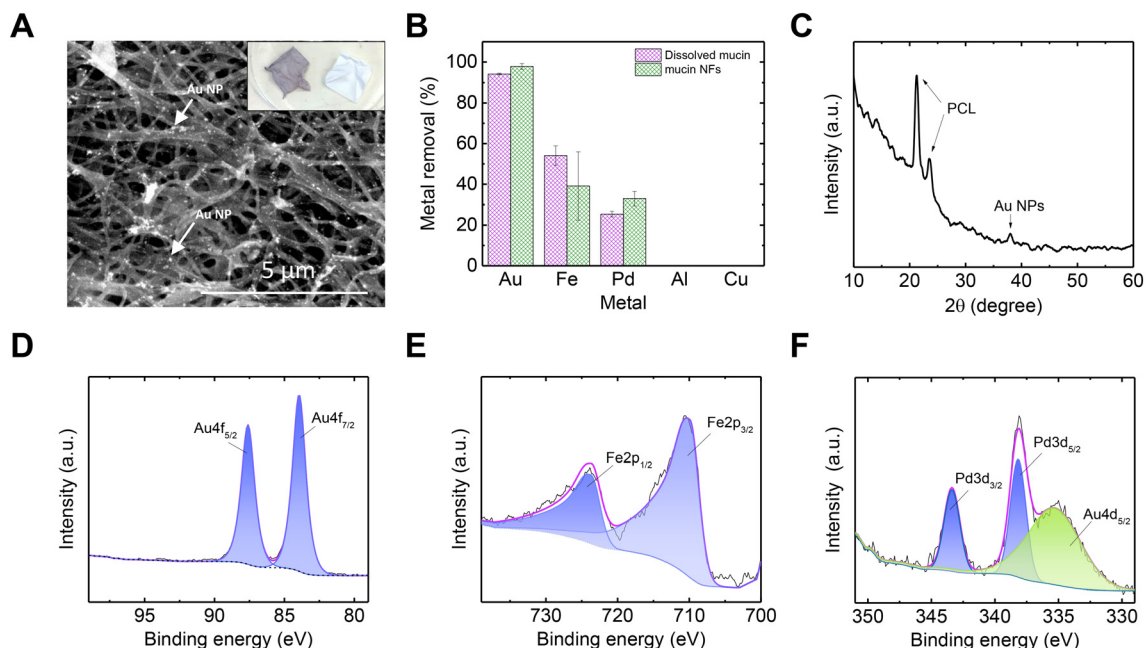 A
Au NP
Au NP
5 µm
B
Metal removal (%)
100
80
60
40
20
0
Dissolved mucin
mucin NFs
Au Fe Pd Al Cu
Metal
C
Intensity (a.u.)
PCL
Au NPs
10 20 30 40 50 60
2θ (degree)
D
Intensity (a.u.)
Au4f5/2
Au4f7/2
95 90 85 80
Binding energy (eV)
E
Intensity (a.u.)
Fe2p1/2
Fe2p3/2
730 720 710 700
Binding energy (eV)
F
Intensity (a.u.)
Pd3d3/2
Pd3d5/2
Au4d5/2
350 345 340 335 330
Binding energy (eV)